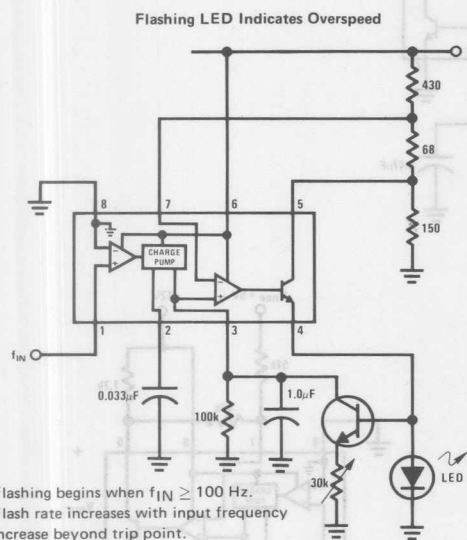 Flashing LED Indicates Overspeed
430
68
150
8 7 6 5
CHARGE
PUMP
1 2 3 4
fIN
0.033µF
100k
1.0µF
30k
LED
lashing begins when fIN ≥ 100 Hz.
lash rate increases with input frequency
ncrease beyond trip point.